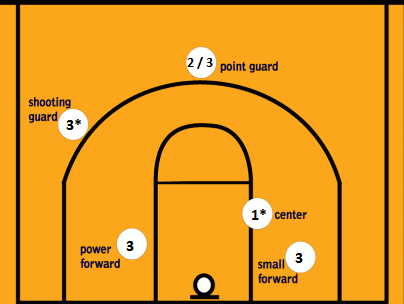 2 / 3
point guard
shooting
guard
3*
1*
center
power
forward
3
small
forward
3